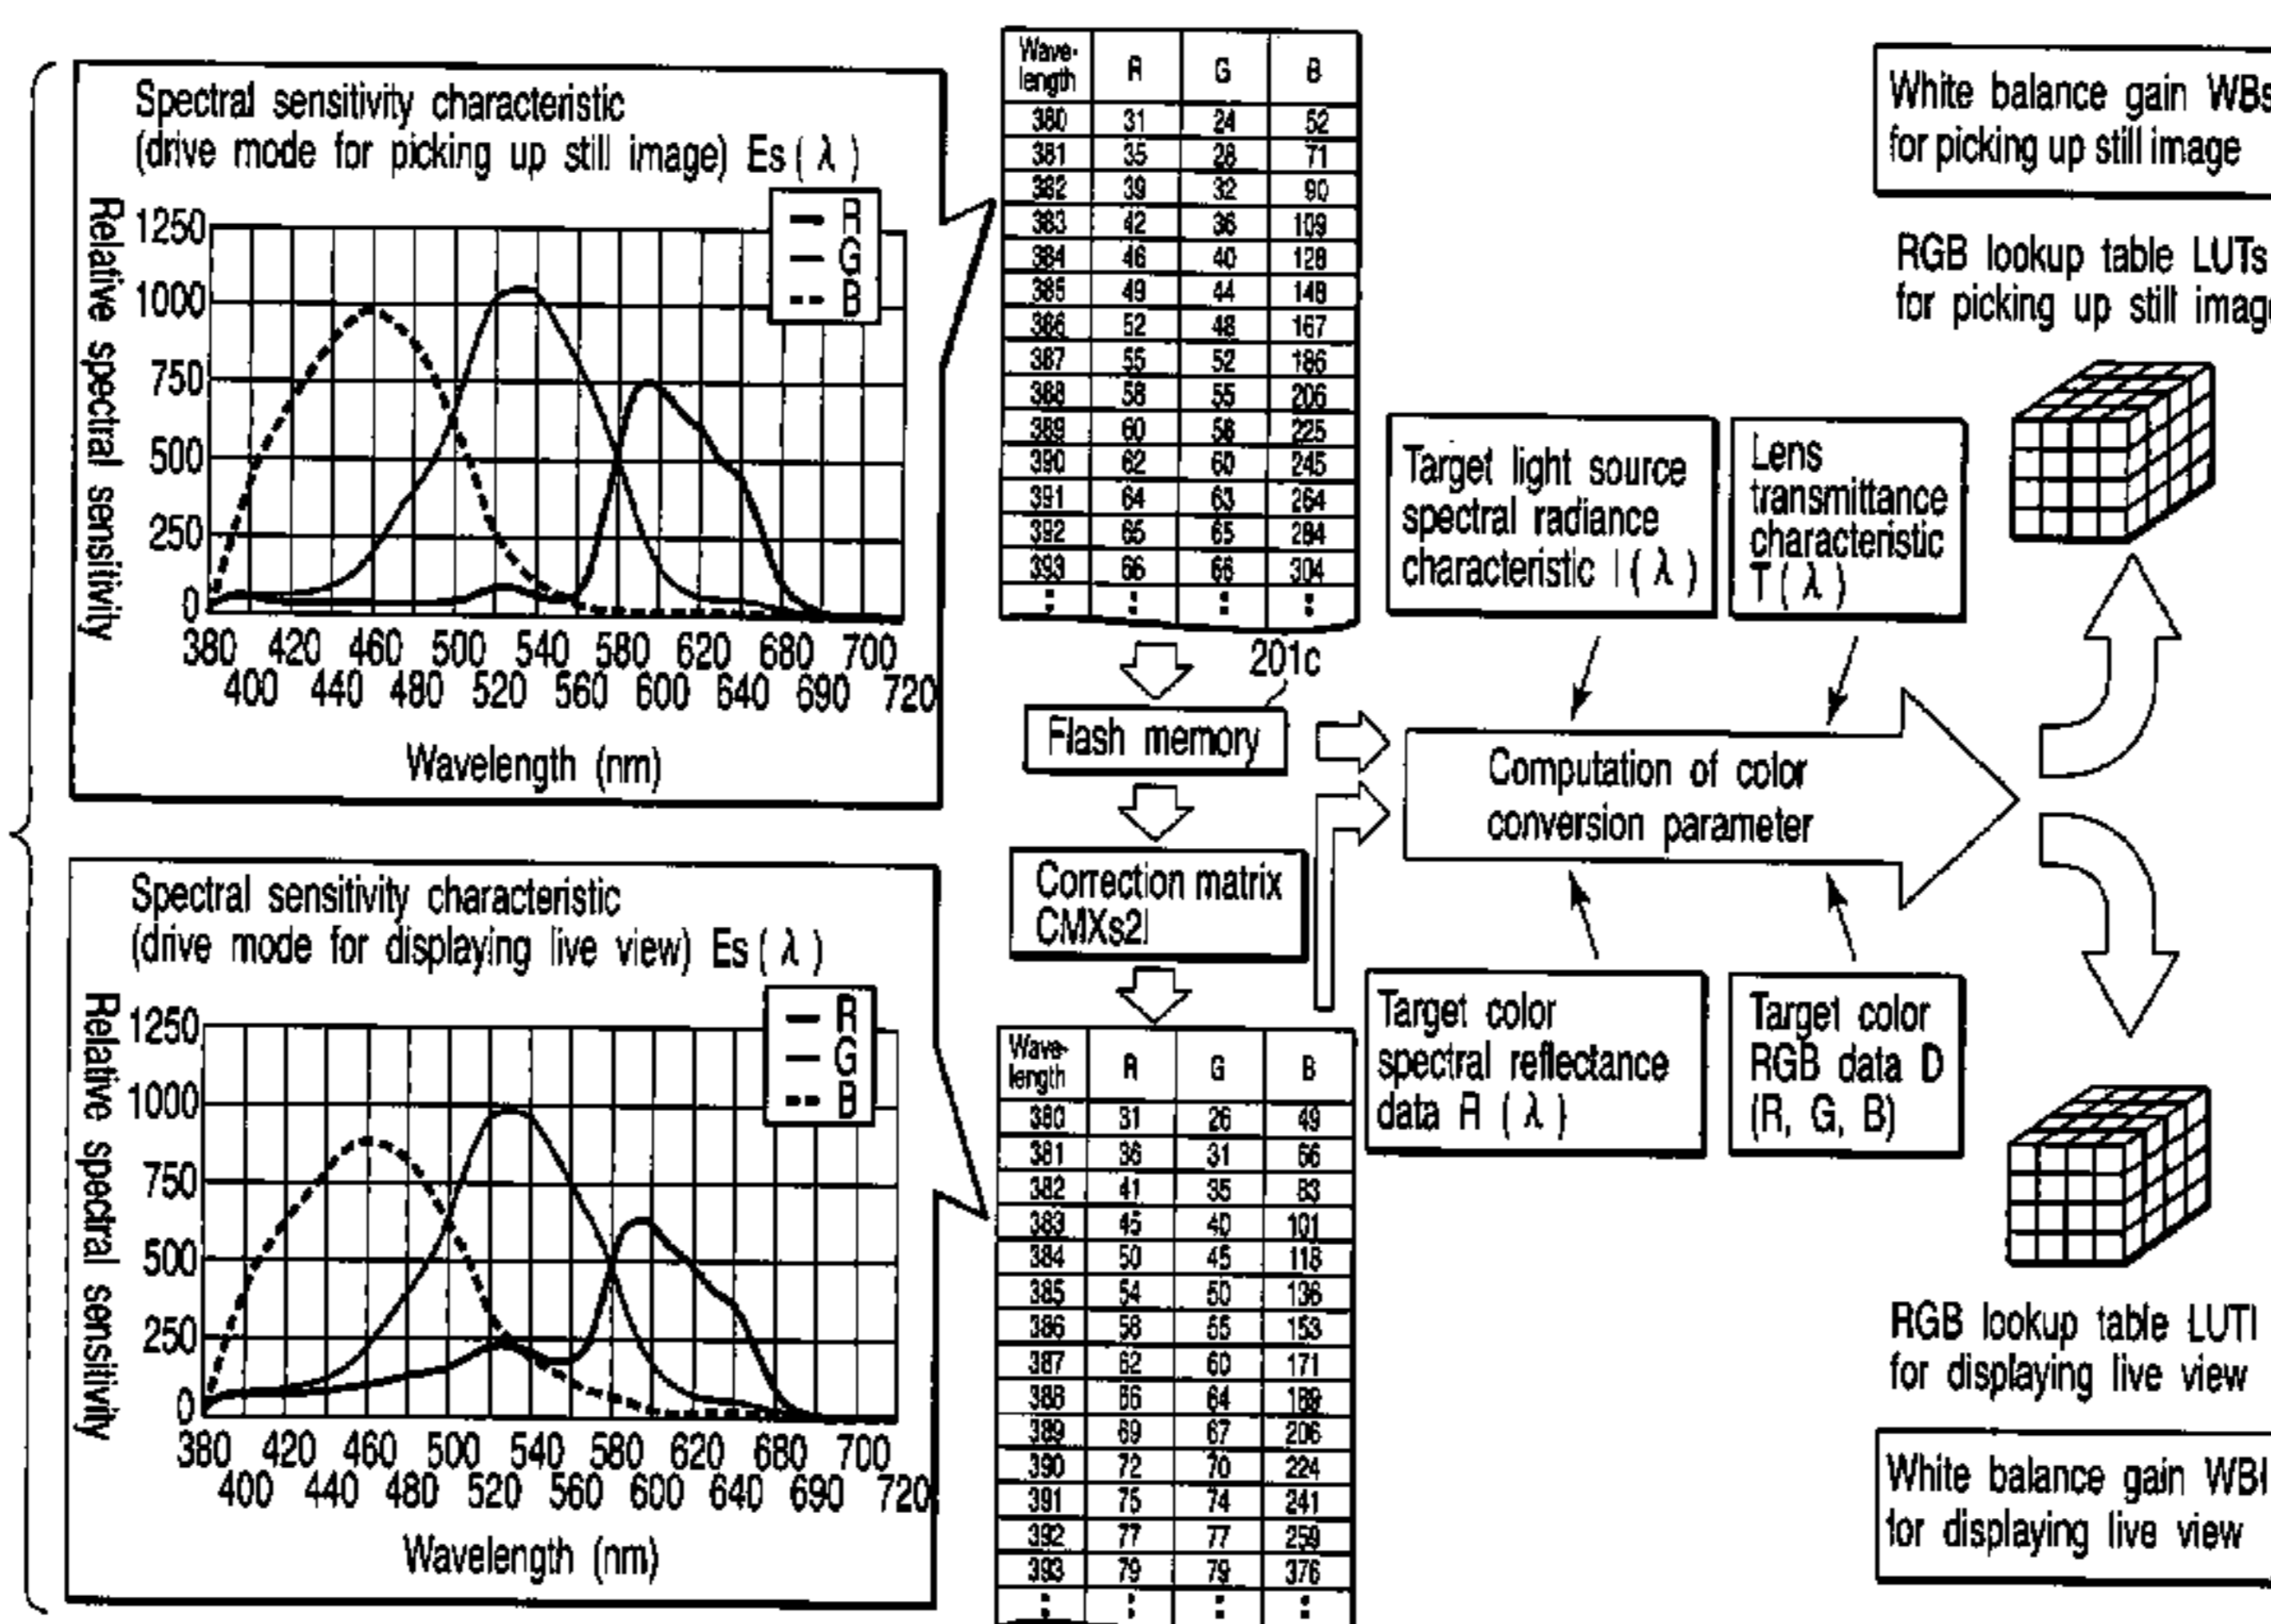 Spectral sensitivity characteristic
(drive mode for picking up still image) Es ( λ )
R
G
B
Relative spectral sensitivity
1250
1000
750
500
250
0
380 420 460 500 540 580 620 680 700
400 440 480 520 560 600 640 690 720
Wavelength (nm)
Spectral sensitivity characteristic
(drive mode for displaying live view) Es ( λ )
R
G
B
Relative spectral sensitivity
1250
1000
750
500
250
0
380 420 460 500 540 580 620 680 700
400 440 480 520 560 600 640 690 720
Wavelength (nm)
Wave-
length R G B
380 31 24 52
381 35 28 71
382 39 32 90
383 42 36 109
384 46 40 128
385 49 44 148
386 52 48 167
387 55 52 186
388 58 55 206
389 60 58 225
390 62 60 245
391 64 63 264
392 65 65 284
393 66 66 304
201c
Flash memory
Correction matrix
CMXs2l
Wave-
length R G B
380 31 26 49
381 36 31 66
382 41 35 83
383 45 40 101
384 50 45 118
385 54 50 136
386 58 55 153
387 62 60 171
388 66 64 189
389 69 67 206
390 72 70 224
391 75 74 241
392 77 77 259
393 79 79 376
Target light source
spectral radiance
characteristic I ( λ )
Lens
transmittance
characteristic
T ( λ )
Computation of color
conversion parameter
Target color
spectral reflectance
data R ( λ )
Target color
RGB data D
(R, G, B)
White balance gain WBs
for picking up still image
RGB lookup table LUTs
for picking up still image
RGB lookup table LUTl
for displaying live view
White balance gain WBl
for displaying live view